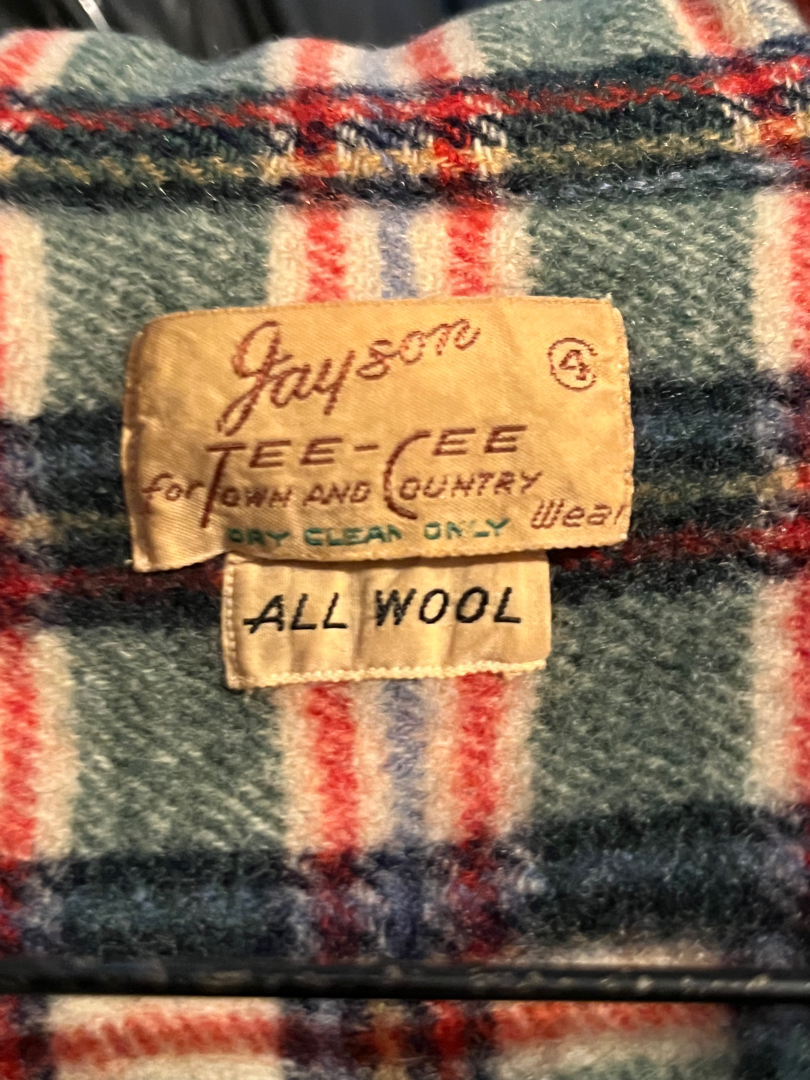 Jayson
4
TEE-CEE
for TOWN AND COUNTRY Wear
DRY CLEAN ONLY
ALL WOOL